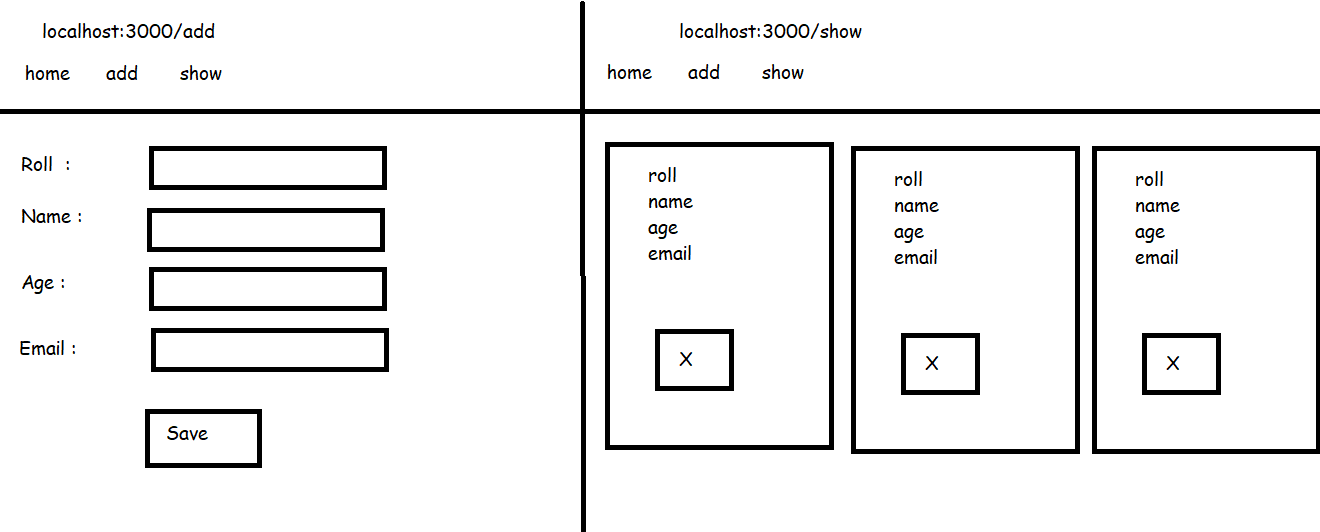 localhost:3000/add
home add show
Roll :
Name :
Age :
Email :
Save
localhost:3000/show
home add show
roll
name
age
email
X
roll
name
age
email
X
roll
name
age
email
X